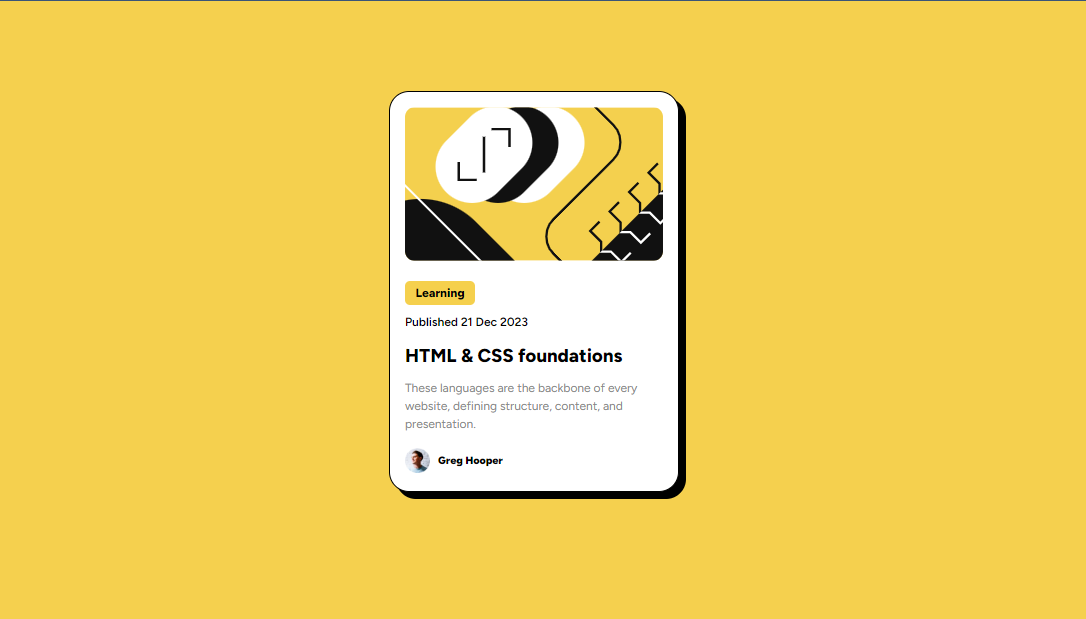 Learning
Published 21 Dec 2023
HTML & CSS foundations
These languages are the backbone of every
website, defining structure, content, and
presentation.
Greg Hooper